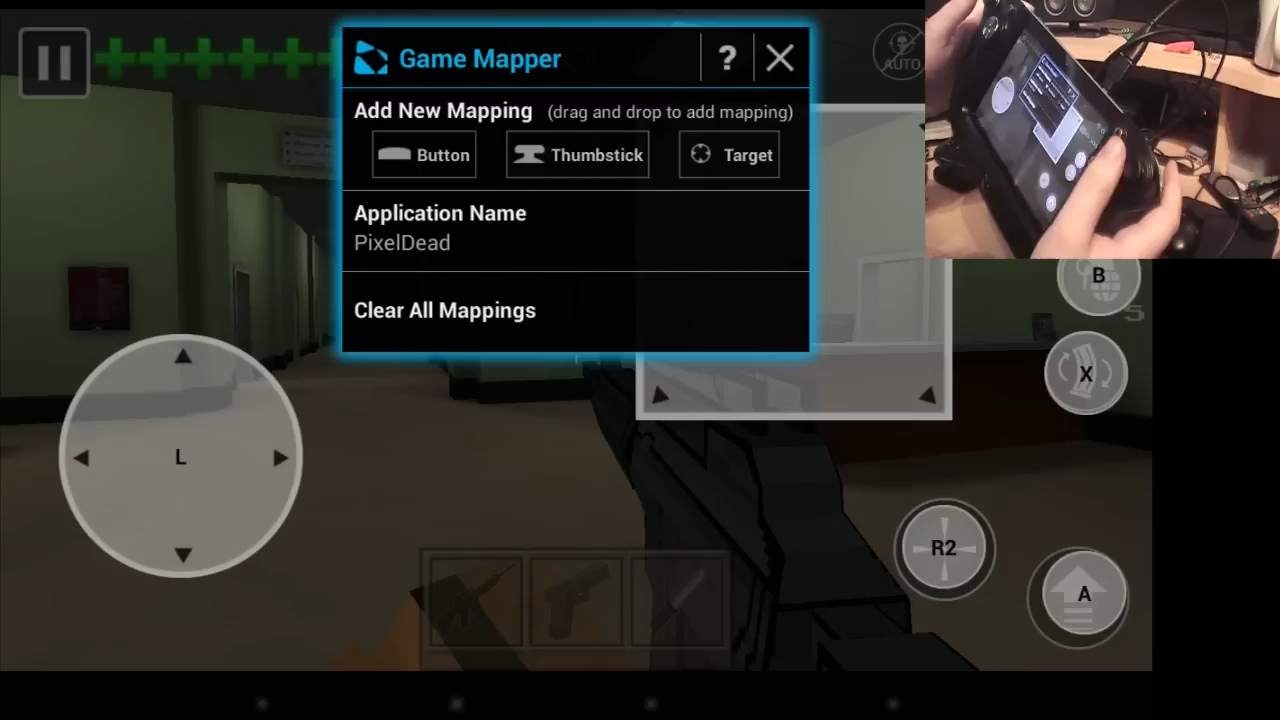 Game Mapper ?
AUTO
Add New Mapping (drag and drop to add mapping)
Button Thumbstick Target
Application Name
PixelDead
B
5
Clear All Mappings
X
L
R2
A